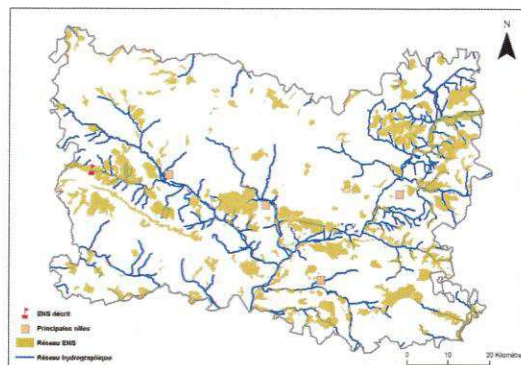 N
ENS décrit
Principales villes
Réseau ENS
Réseau hydrographique
0 10 20 Kilomètres